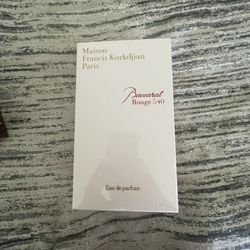 Maison
Francis Kurkdjian
Paris
Baccarat
Rouge 540
Eau de parfum